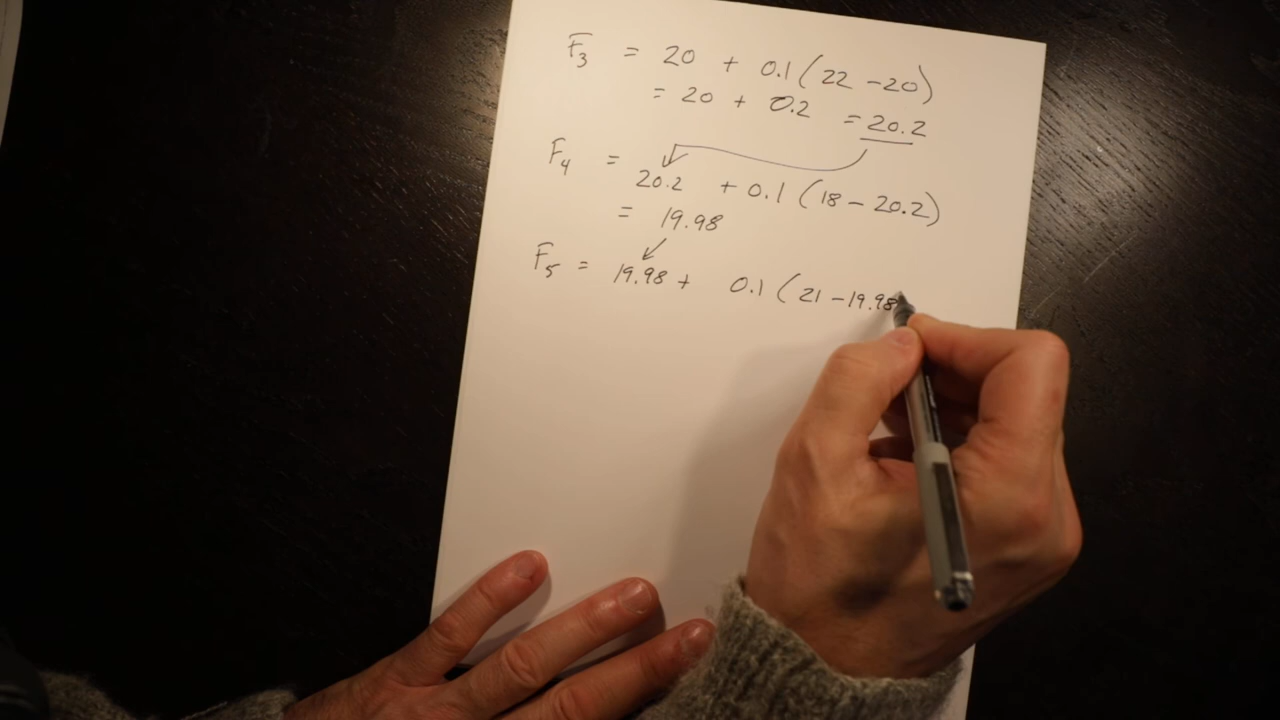 F3 = 20 + 0.1 (22 - 20)
= 20 + 0.2 = 20.2
F4 = 20.2 + 0.1 (18 - 20.2)
= 19.98
F5 = 19.98 + 0.1 (21 - 19.98